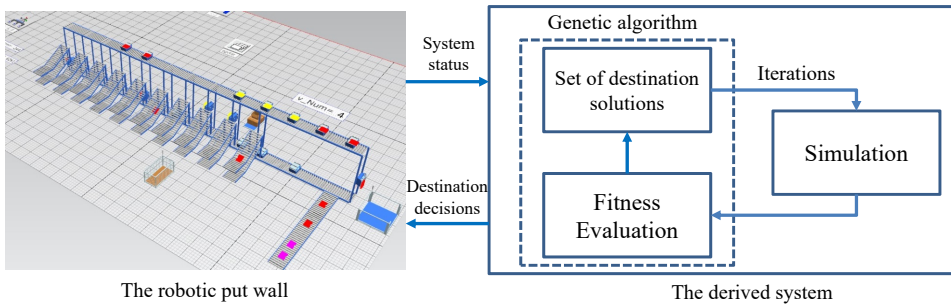 v_Num= 4
System
status
Destination
decisions
The robotic put wall
Genetic algorithm
Set of destination
solutions
Iterations
Simulation
Fitness
Evaluation
The derived system